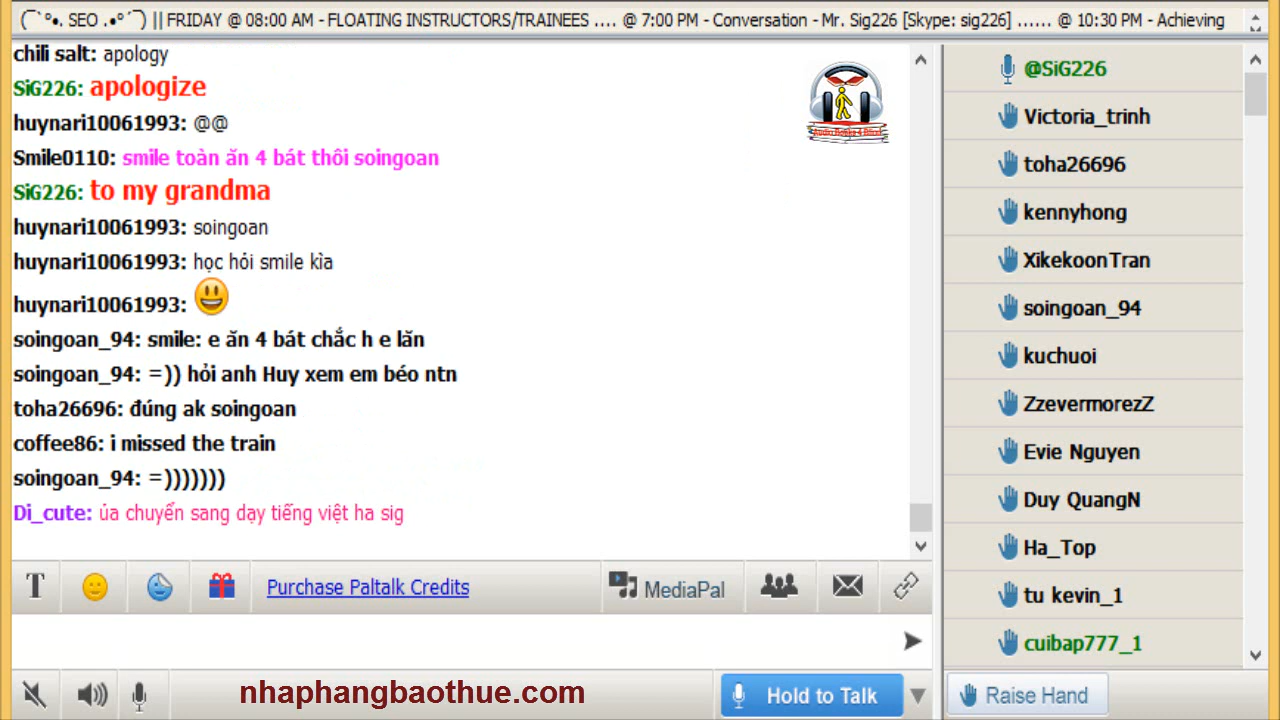 (¯`°•. SEO .•°´¯) || FRIDAY @ 08:00 AM - FLOATING INSTRUCTORS/TRAINEES .... @ 7:00 PM - Conversation - Mr. Sig226 [Skype: sig226] ...... @ 10:30 PM - Achieving
chili salt: apology
SiG226: apologize
huynari10061993: @@
Smile0110: smile toàn ăn 4 bát thôi soingoan
SiG226: to my grandma
huynari10061993: soingoan
huynari10061993: học hỏi smile kìa
huynari10061993:
soingoan_94: smile: e ăn 4 bát chắc h e lăn
soingoan_94: =)) hỏi anh Huy xem em béo ntn
toha26696: đúng ak soingoan
coffee86: i missed the train
soingoan_94: =)))))))
Di_cute: ủa chuyển sang dạy tiếng việt ha sig
@SiG226
Victoria_trinh
toha26696
kennyhong
XikekoonTran
soingoan_94
kuchuoi
ZzevermorezZ
Evie Nguyen
Duy QuangN
Ha_Top
tu kevin_1
cuibap777_1
T
Purchase Paltalk Credits
MediaPal
nhaphangbaothue.com
Hold to Talk
Raise Hand